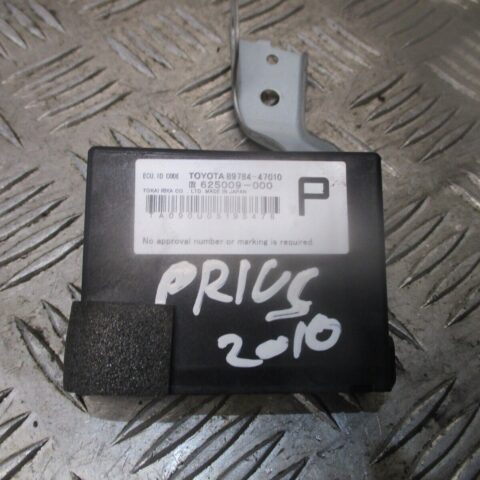 ECU, ID CODE TOYOTA 89784-47010
625009-000
TOKAI RIKA CO., LTD. MADE IN JAPAN
P
No approval number or marking is required.
PRIUS
2010